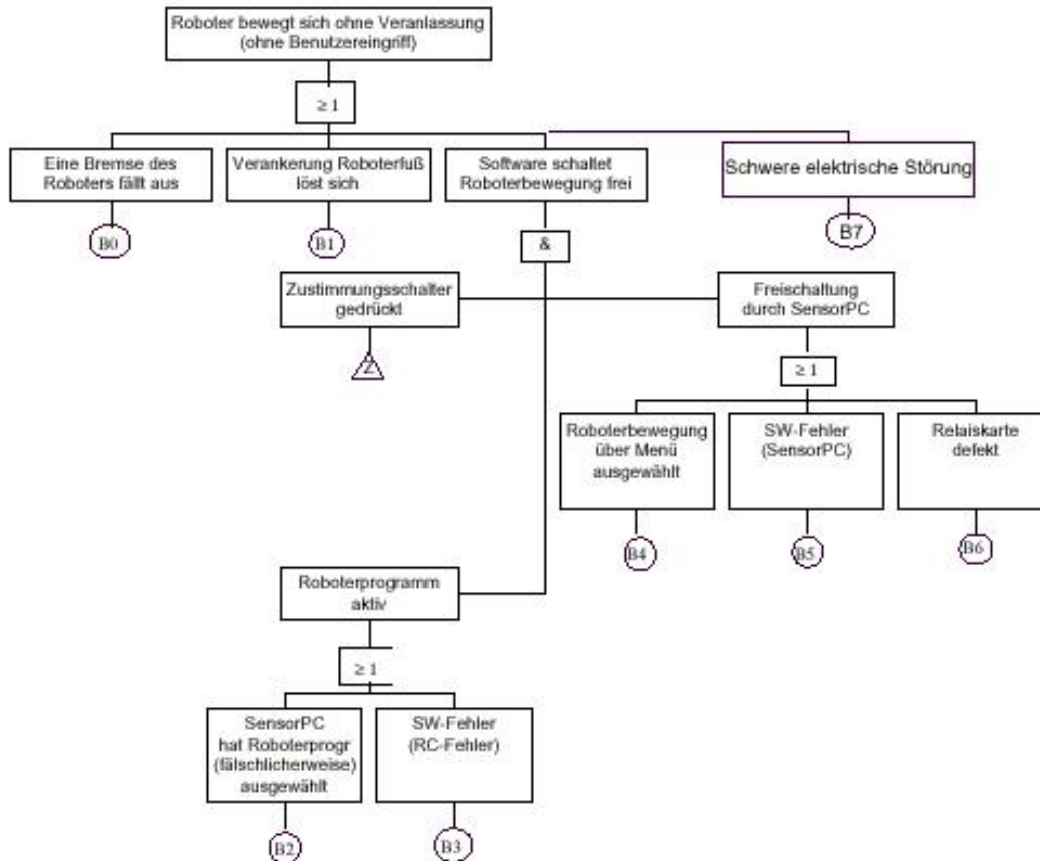 Roboter bewegt sich ohne Veranlassung
(ohne Benutzereingriff)
≥ 1
Eine Bremse des
Roboters fällt aus
Verankerung Roboterfuß
löst sich
Software schaltet
Roboterbewegung frei
Schwere elektrische Störung
B0
B1
B7
&
Zustimmungsschalter
gedrückt
Freischaltung
durch SensorPC
Z
≥ 1
Roboterbewegung
über Menü
ausgewählt
SW-Fehler
(SensorPC)
Relaiskarte
defekt
B4
B5
B6
Roboterprogramm
aktiv
≥ 1
SensorPC
hat Roboterprogr
(fälschlicherweise)
ausgewählt
SW-Fehler
(RC-Fehler)
B2
B3